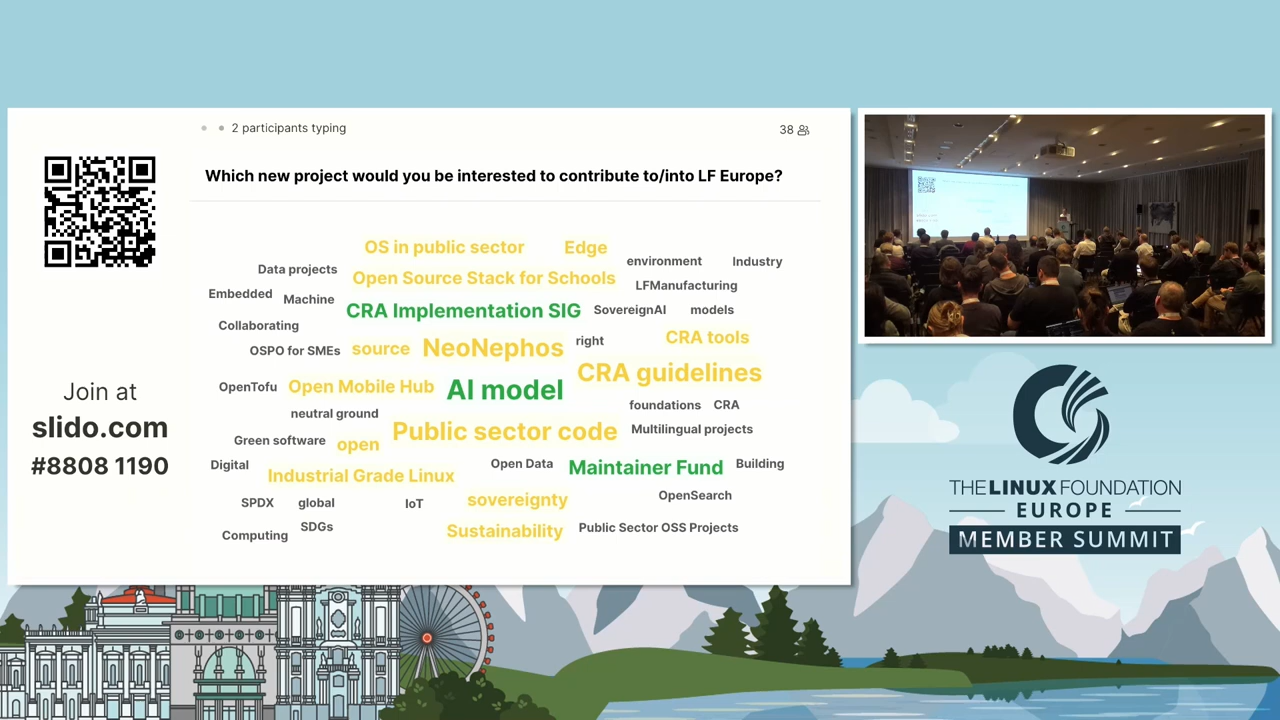 2 participants typing
38
Which new project would you be interested to contribute to/into LF Europe?
OS in public sector
Edge
environment
Industry
Data projects
Open Source Stack for Schools
LFManufacturing
Embedded
Machine
CRA Implementation SIG
SovereignAI
models
Collaborating
OSPO for SMEs
source
NeoNephos
right
CRA tools
CRA guidelines
OpenTofu
Open Mobile Hub
AI model
foundations
CRA
neutral ground
Public sector code
Multilingual projects
Green software
open
Digital
Industrial Grade Linux
Open Data
Maintainer Fund
Building
SPDX
global
IoT
sovereignty
OpenSearch
Computing
SDGs
Sustainability
Public Sector OSS Projects
Join at
slido.com
#8808 1190
THE LINUX FOUNDATION
EUROPE
MEMBER SUMMIT